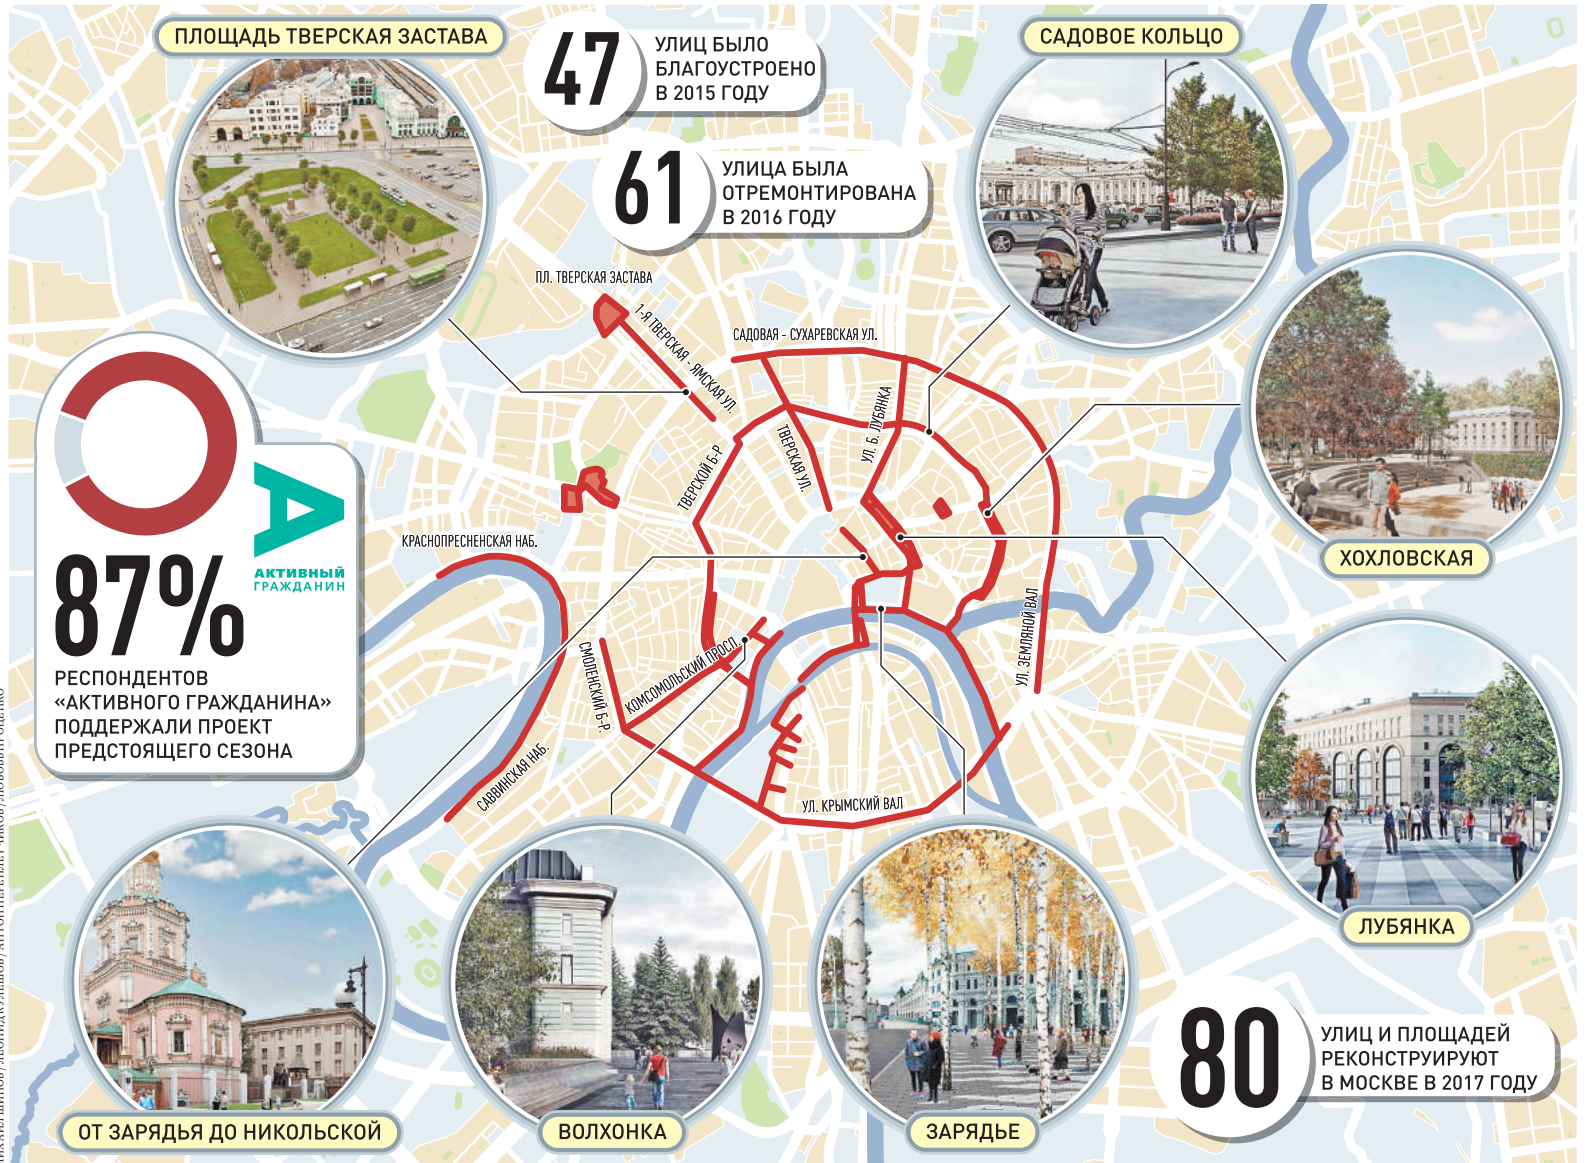 ПЛОЩАДЬ ТВЕРСКАЯ ЗАСТАВА
47
УЛИЦ БЫЛО
БЛАГОУСТРОЕНО
В 2015 ГОДУ
61
УЛИЦА БЫЛА
ОТРЕМОНТИРОВАНА
В 2016 ГОДУ
САДОВОЕ КОЛЬЦО
ПЛ. ТВЕРСКАЯ ЗАСТАВА
1-Я ТВЕРСКАЯ - ЯМСКАЯ УЛ.
САДОВАЯ - СУХАРЕВСКАЯ УЛ.
УЛ. Б. ЛУБЯНКА
ТВЕРСКАЯ УЛ.
ТВЕРСКОЙ Б-Р
КРАСНОПРЕСНЕНСКАЯ НАБ.
ХОХЛОВСКАЯ
А
АКТИВНЫЙ
ГРАЖДАНИН
87%
РЕСПОНДЕНТОВ
«АКТИВНОГО ГРАЖДАНИНА»
ПОДДЕРЖАЛИ ПРОЕКТ
ПРЕДСТОЯЩЕГО СЕЗОНА
СМОЛЕНСКИЙ Б-Р.
КОМСОМОЛЬСКИЙ ПРОСП.
УЛ. ЗЕМЛЯНОЙ ВАЛ
САВВИНСКАЯ НАБ.
УЛ. КРЫМСКИЙ ВАЛ
ЛУБЯНКА
80
УЛИЦ И ПЛОЩАДЕЙ
РЕКОНСТРУИРУЮТ
В МОСКВЕ В 2017 ГОДУ
ОТ ЗАРЯДЬЯ ДО НИКОЛЬСКОЙ
ВОЛХОНКА
ЗАРЯДЬЕ